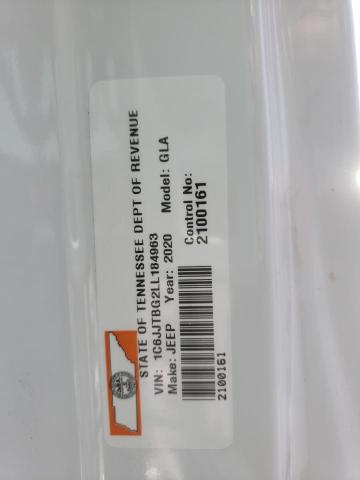 STATE OF TENNESSEE DEPT OF REVENUE
VIN: 1C6JJTBG2LL184963
Make: JEEP Year: 2020 Model: GLA
Control No:
2100161
2100161